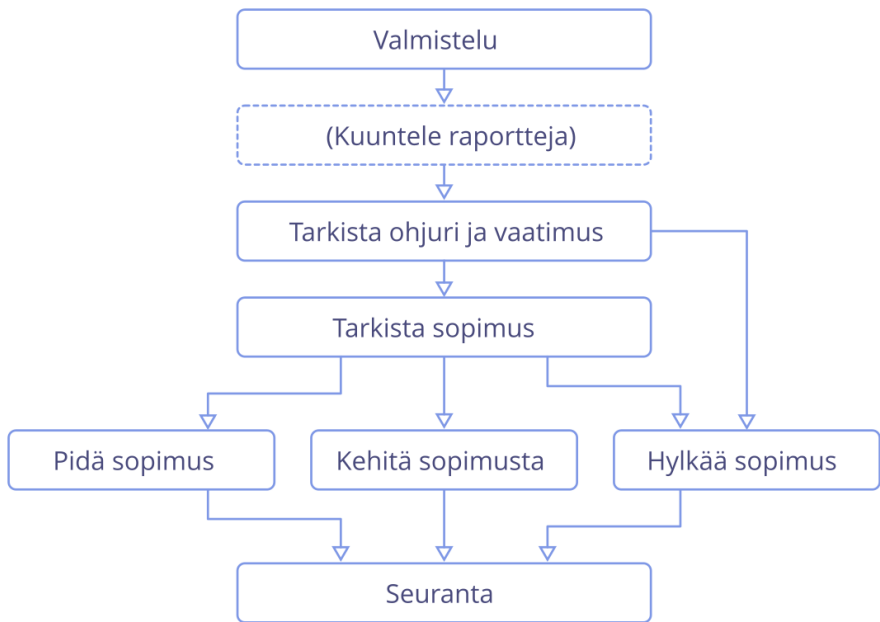 Valmistelu
(Kuuntele raportteja)
Tarkista ohjuri ja vaatimus
Tarkista sopimus
Pidä sopimus
Kehitä sopimusta
Hylkää sopimus
Seuranta